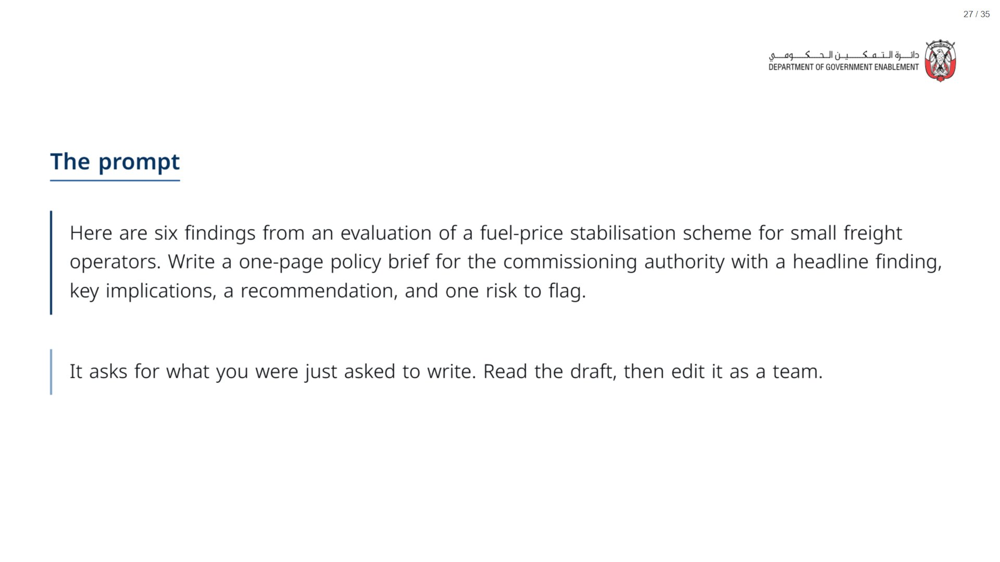 27 / 35
دائرة التمكين الحكومي
DEPARTMENT OF GOVERNMENT ENABLEMENT
The prompt
Here are six findings from an evaluation of a fuel-price stabilisation scheme for small freight
operators. Write a one-page policy brief for the commissioning authority with a headline finding,
key implications, a recommendation, and one risk to flag.
It asks for what you were just asked to write. Read the draft, then edit it as a team.